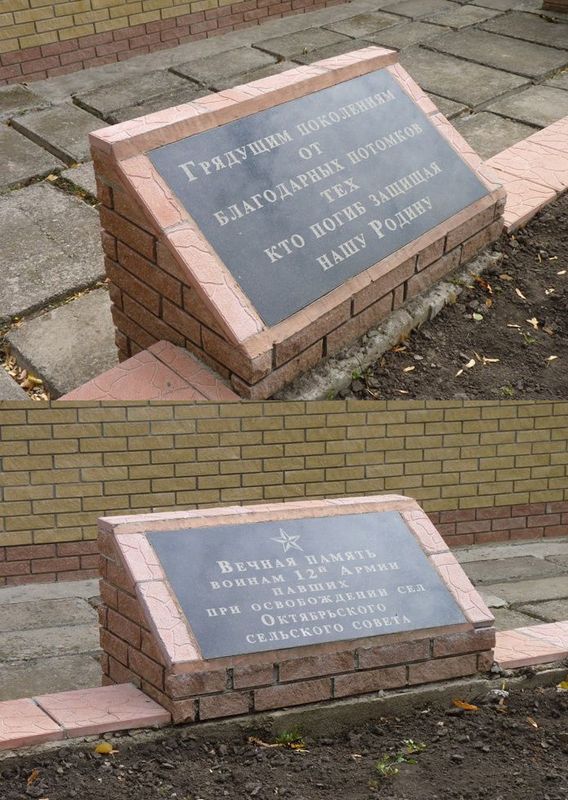 Грядущим поколениям
от
благодарных потомков
тех
кто погиб защищая
нашу Родину
Вечная память
воинам 12й Армии
павших
при освобождении сел
Октябрьского
сельского совета